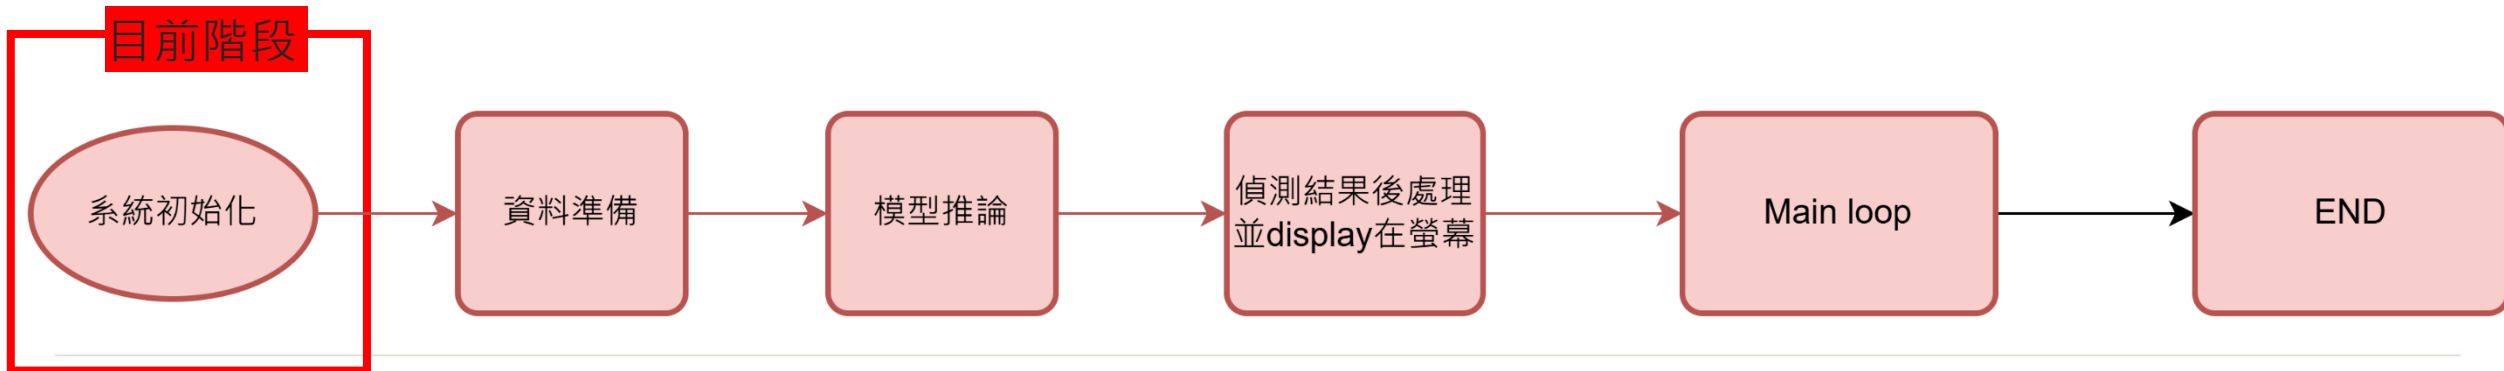 目前階段
系統初始化
資料準備
模型推論
偵測結果後處理
並display在螢幕
Main loop
END